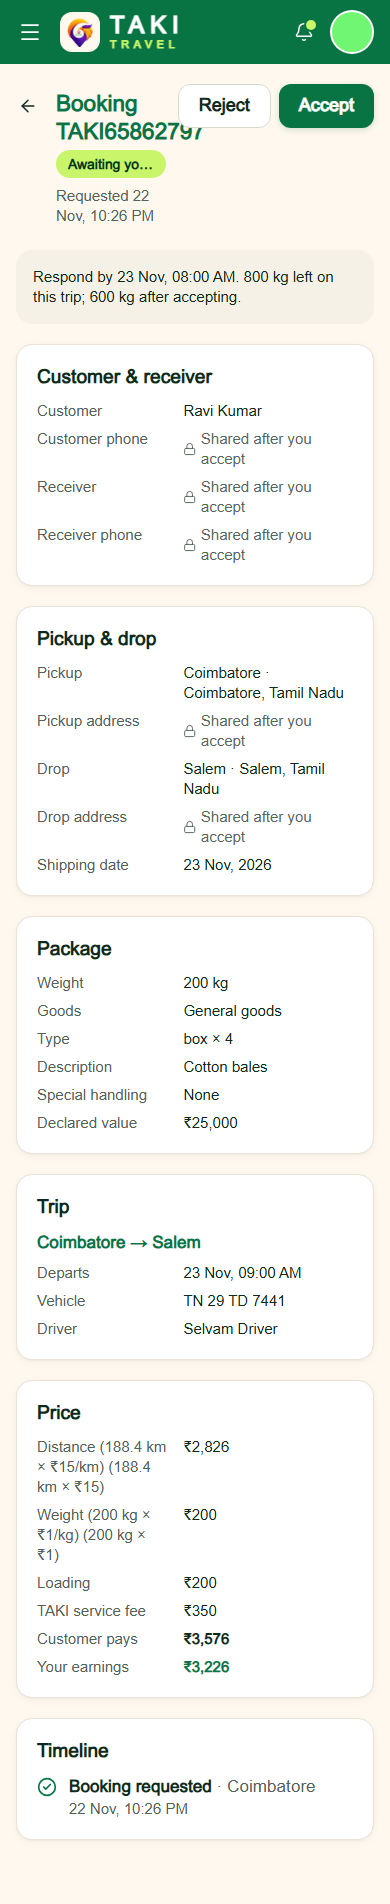 TAKI
TRAVEL
Booking
TAKI65862797
Reject
Accept
Awaiting yo...
Requested 22
Nov, 10:26 PM
Respond by 23 Nov, 08:00 AM. 800 kg left on
this trip; 600 kg after accepting.
Customer & receiver
Customer Ravi Kumar
Customer phone Shared after you
accept
Receiver Shared after you
accept
Receiver phone Shared after you
accept
Pickup & drop
Pickup Coimbatore ·
Coimbatore, Tamil Nadu
Pickup address Shared after you
accept
Drop Salem · Salem, Tamil
Nadu
Drop address Shared after you
accept
Shipping date 23 Nov, 2026
Package
Weight 200 kg
Goods General goods
Type box × 4
Description Cotton bales
Special handling None
Declared value ₹25,000
Trip
Coimbatore → Salem
Departs 23 Nov, 09:00 AM
Vehicle TN 29 TD 7441
Driver Selvam Driver
Price
Distance (188.4 km ₹2,826
× ₹15/km) (188.4
km × ₹15)
Weight (200 kg × ₹200
₹1/kg) (200 kg ×
₹1)
Loading ₹200
TAKI service fee ₹350
Customer pays ₹3,576
Your earnings ₹3,226
Timeline
Booking requested · Coimbatore
22 Nov, 10:26 PM